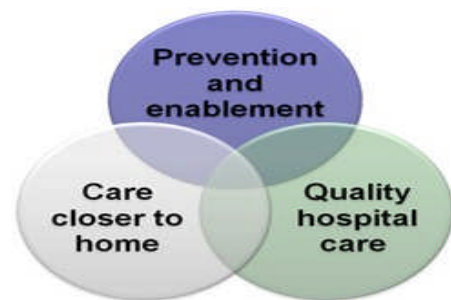 Prevention
and
enablement
Care
closer to
home
Quality
hospital
care